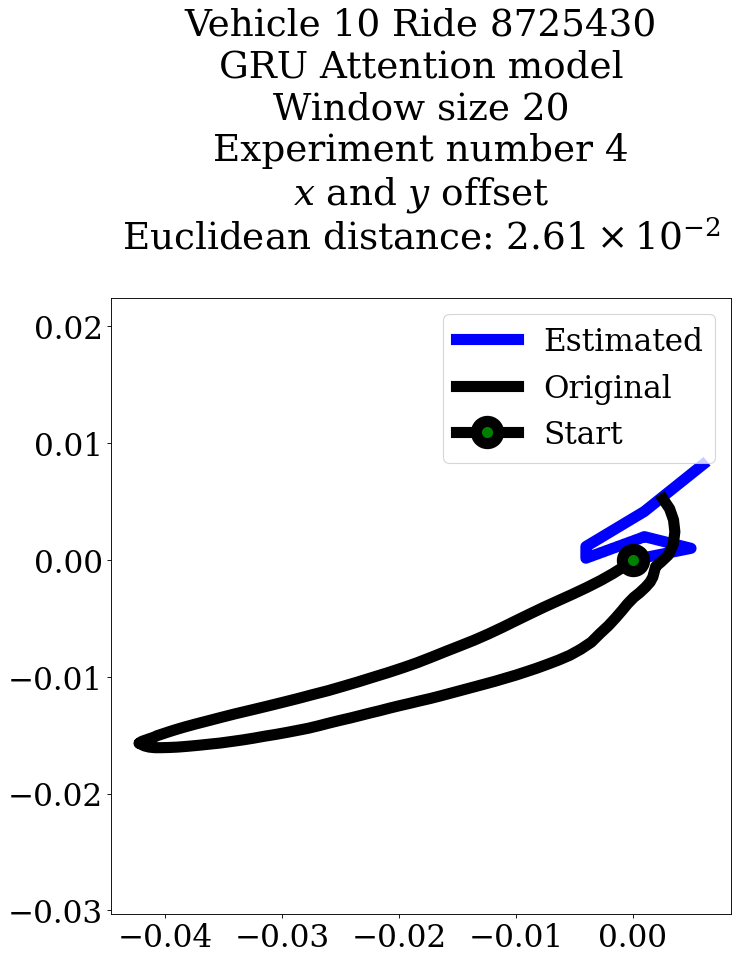 Vehicle 10 Ride 8725430
GRU Attention model
Window size 20
Experiment number 4
x and y offset
Euclidean distance: 2.61 × 10⁻²
0.02
0.01
0.00
−0.01
−0.02
−0.03
Estimated
Original
Start
−0.04 −0.03 −0.02 −0.01 0.00